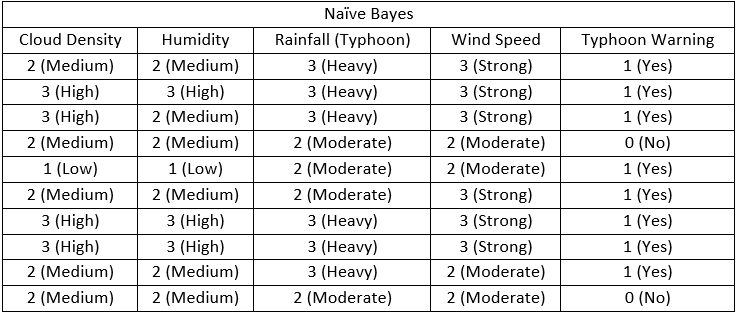 Naïve Bayes
Cloud Density Humidity Rainfall (Typhoon) Wind Speed Typhoon Warning
2 (Medium) 2 (Medium) 3 (Heavy) 3 (Strong) 1 (Yes)
3 (High) 3 (High) 3 (Heavy) 3 (Strong) 1 (Yes)
3 (High) 2 (Medium) 3 (Heavy) 3 (Strong) 1 (Yes)
2 (Medium) 2 (Medium) 2 (Moderate) 2 (Moderate) 0 (No)
1 (Low) 1 (Low) 2 (Moderate) 2 (Moderate) 1 (Yes)
2 (Medium) 2 (Medium) 2 (Moderate) 3 (Strong) 1 (Yes)
3 (High) 3 (High) 3 (Heavy) 3 (Strong) 1 (Yes)
3 (High) 3 (High) 3 (Heavy) 3 (Strong) 1 (Yes)
2 (Medium) 2 (Medium) 3 (Heavy) 2 (Moderate) 1 (Yes)
2 (Medium) 2 (Medium) 2 (Moderate) 2 (Moderate) 0 (No)